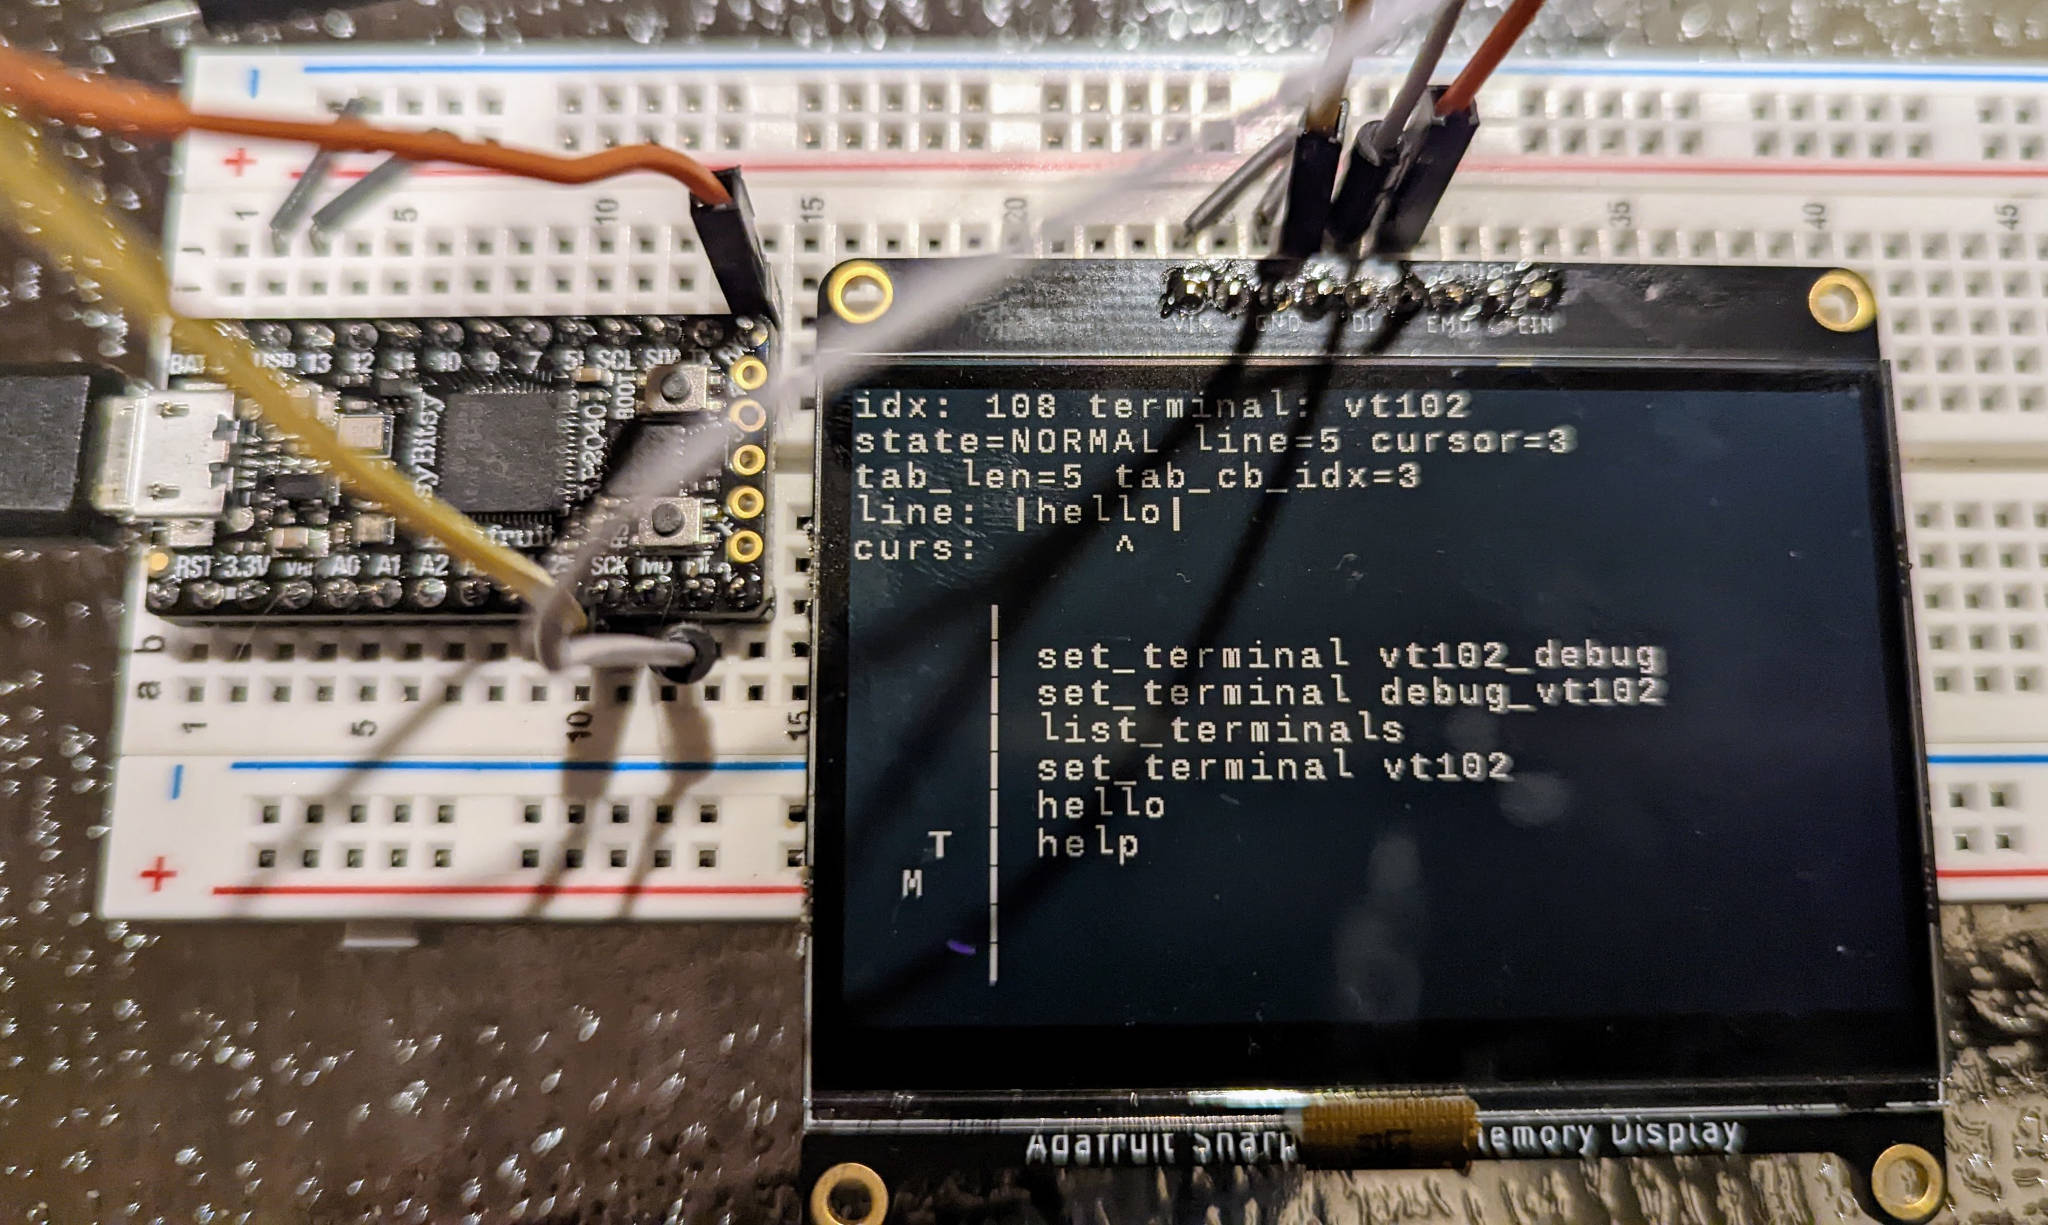 − 
+
1 5 10 15 20 35 40 45
j
i
VIN GND DI EMD EIN
BAT USB 13 12 11 10 9 7 5! SCL SDA
BOOT
RP2040
RST 3.3V A0 A1 A2 SCK MO
b
a
1 5 10 15
−
+
idx: 108 terminal: vt102
state=NORMAL line=5 cursor=3
tab_len=5 tab_cb_idx=3
line: |hello|
curs: ^
set_terminal vt102_debug
set_terminal debug_vt102
list_terminals
set_terminal vt102
hello
T help
M
Adafruit Sharp Memory Display